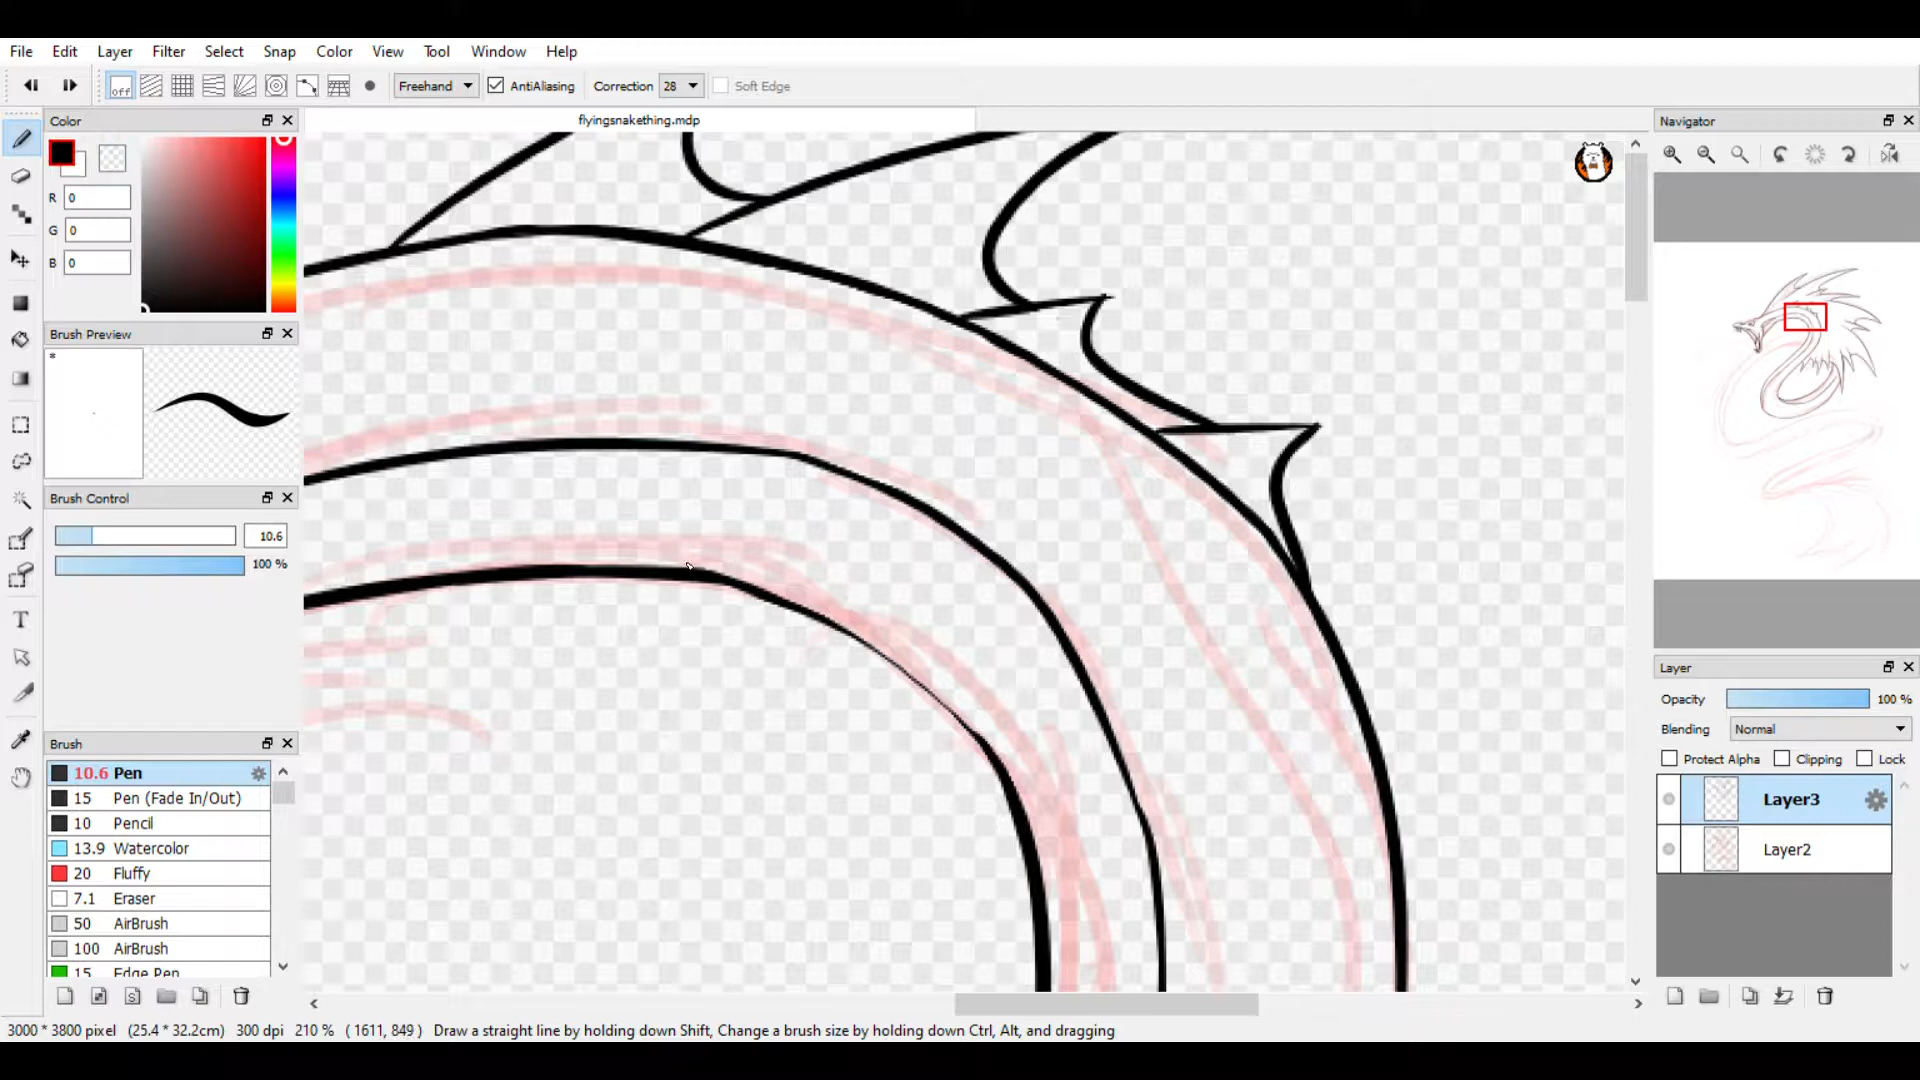 File Edit Layer Filter Select Snap Color View Tool Window Help
off Freehand AntiAliasing Correction 28 Soft Edge
Color
flyingsnakething.mdp
Navigator
R 0
G 0
B 0
Brush Preview
*
Brush Control
10.6
100 %
Brush
10.6 Pen
15 Pen (Fade In/Out)
10 Pencil
13.9 Watercolor
20 Fluffy
7.1 Eraser
50 AirBrush
100 AirBrush
15 Edge Pen
Layer
Opacity 100 %
Blending Normal
Protect Alpha Clipping Lock
Layer3
Layer2
3000 * 3800 pixel (25.4 * 32.2cm) 300 dpi 210 % ( 1611, 849 ) Draw a straight line by holding down Shift, Change a brush size by holding down Ctrl, Alt, and dragging